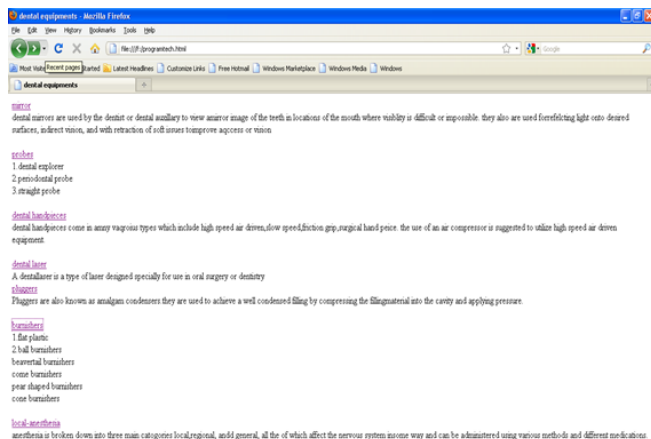 dental equipments - Mozilla Firefox
File Edit View History Bookmarks Tools Help
file:///F:/programtech.html
Google
Most Visited Recent pages Started Latest Headlines Customize Links Free Hotmail Windows Marketplace Windows Media Windows
dental equipments
mirror
dental mirrors are used by the dentist or dental auxillary to view amirror image of the teeth in locations of the mouth where visiblity is difficult or impossible. they also are used forrefelcting light onto desired
surfaces, indirect vision, and with retraction of soft issues toimprove aqccess or vision
probes
1.dental explorer
2.periodontal probe
3.straight probe
dental handpieces
dental handpieces come in amny vaqroius types which include high speed air driven,slow speed,friction grip,surgical hand peice. the use of an air compressor is suggested to utilize high speed air driven
equipment.
dental laser
A dentallaser is a type of laser designed specially for use in oral surgery or dentistry
pluggers
Pluggers are also known as amalgam condensers they are used to achieve a well condensed filling by compressing the fillingmaterial into the cavity and applying pressure.
burnishers
1.flat plastic
2.ball burnishers
beavertail burnishers
come burnishers
pear shaped burnishers
cone burnishers
local-anesthesia
anesthesia is broken down into three main catogories local,regional, andd general, all the of which affect the nervous system insome way and can be administered using various methods and different medications.